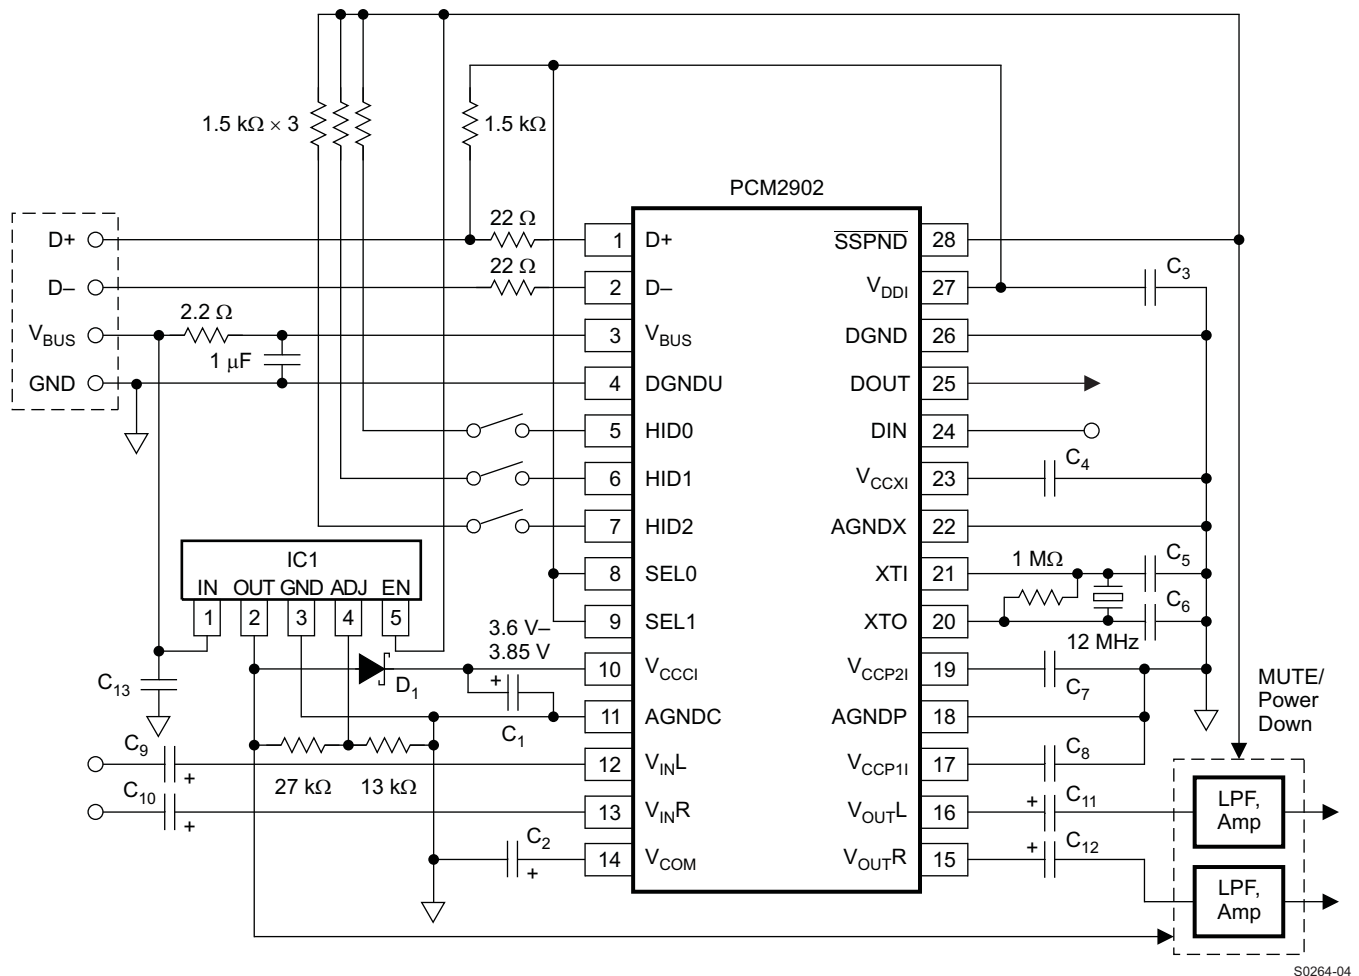 1.5 kΩ × 3
1.5 kΩ
PCM2902
D+
D–
VBUS
GND
22 Ω
22 Ω
2.2 Ω
1 μF
1 D+
2 D–
3 VBUS
4 DGNDU
5 HID0
6 HID1
7 HID2
8 SEL0
9 SEL1
10 VCCCI
11 AGNDC
12 VINL
13 VINR
14 VCOM
SSPND 28
VDDI 27
DGND 26
DOUT 25
DIN 24
VCCXI 23
AGNDX 22
XTI 21
XTO 20
VCCP2I 19
AGNDP 18
VCCP1I 17
VOUTL 16
VOUTR 15
IC1
IN OUT GND ADJ EN
1 2 3 4 5
3.6 V–
3.85 V
+
D1
C1
C13
C9
+
C10
+
27 kΩ
13 kΩ
C2
+
C3
C4
1 MΩ
C5
C6
12 MHz
C7
C8
+ C11
+ C12
MUTE/
Power
Down
LPF,
Amp
LPF,
Amp
S0264-04